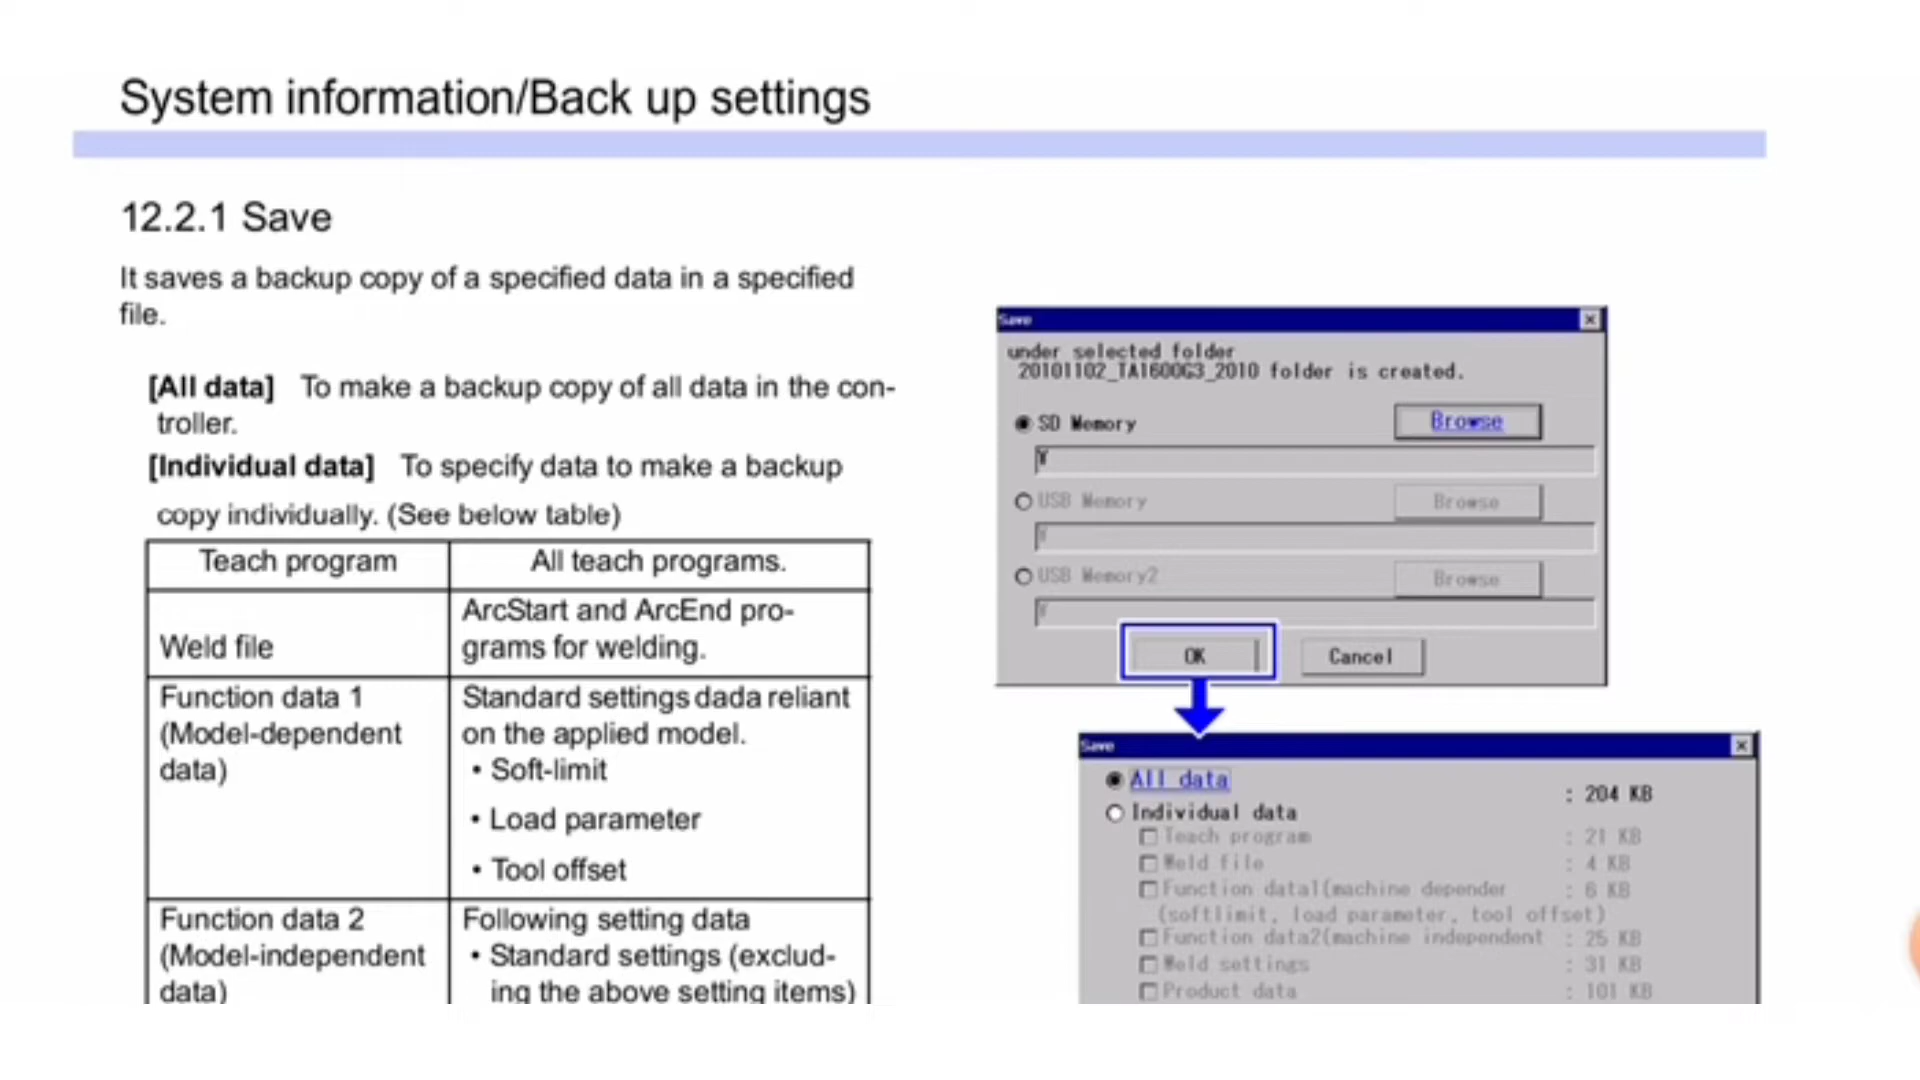 System information/Back up settings
12.2.1 Save
It saves a backup copy of a specified data in a specified
file.
[All data] To make a backup copy of all data in the con-
troller.
[Individual data] To specify data to make a backup
copy individually. (See below table)
Teach program
All teach programs.
Weld file
ArcStart and ArcEnd pro-
grams for welding.
Function data 1
(Model-dependent
data)
Standard settings dada reliant
on the applied model.
• Soft-limit
• Load parameter
• Tool offset
Function data 2
(Model-independent
data)
Following setting data
• Standard settings (exclud-
ing the above setting items)
Save
under selected folder
20101102_TA1600G3_2010 folder is created.
SD Memory
Browse
¥
USB Memory
Browse
¥
USB Memory2
Browse
¥
OK
Cancel
Save
All data
: 204 KB
Individual data
Teach program : 21 KB
Weld file : 4 KB
Function data1(machine depender : 6 KB
(softlimit, load parameter, tool offset)
Function data2(machine independent : 25 KB
Weld settings : 31 KB
Product data : 101 KB